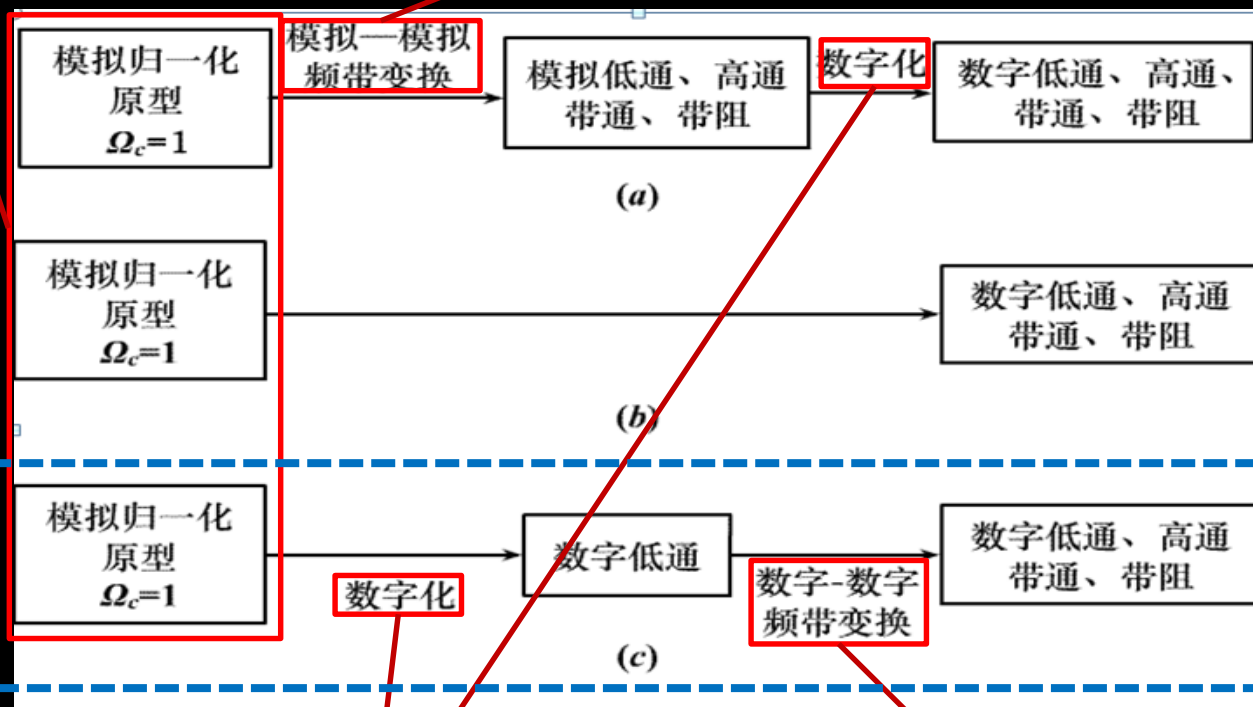 模拟归一化
原型
Ωc=1
模拟—模拟
频带变换
模拟低通、高通
带通、带阻
数字化
数字低通、高通、
带通、带阻
(a)
模拟归一化
原型
Ωc=1
数字低通、高通
带通、带阻
(b)
模拟归一化
原型
Ωc=1
数字化
数字低通
数字-数字
频带变换
数字低通、高通
带通、带阻
(c)